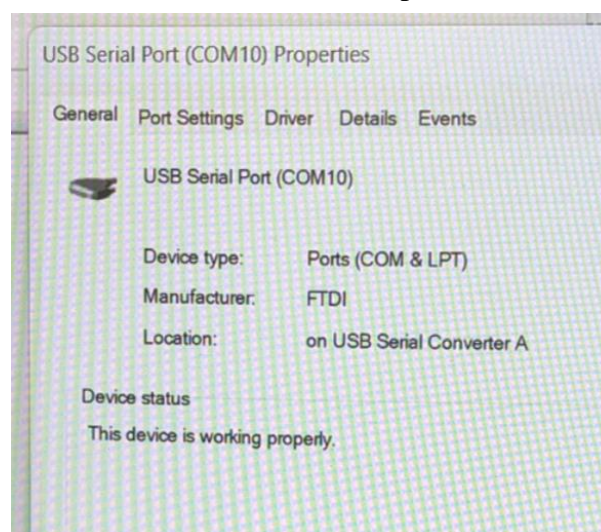 USB Serial Port (COM10) Properties
General Port Settings Driver Details Events
USB Serial Port (COM10)
Device type: Ports (COM & LPT)
Manufacturer: FTDI
Location: on USB Serial Converter A
Device status
This device is working properly.